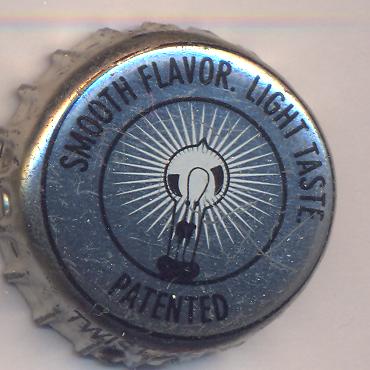 SMOOTH FLAVOR. LIGHT TASTE
PATENTED